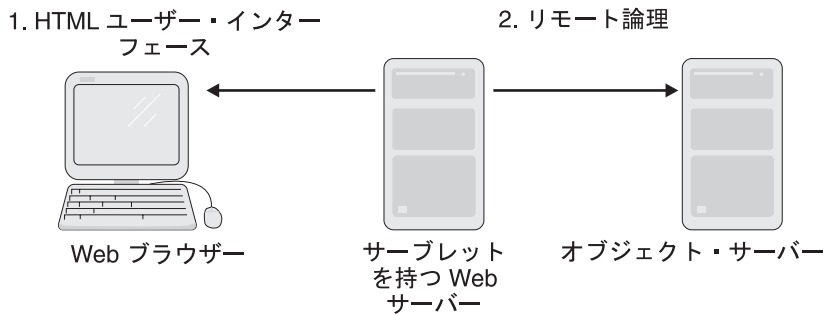 1. HTML ユーザー・インター
フェース
2. リモート論理
Web ブラウザー
サーブレット
を持つ Web
サーバー
オブジェクト・サーバー